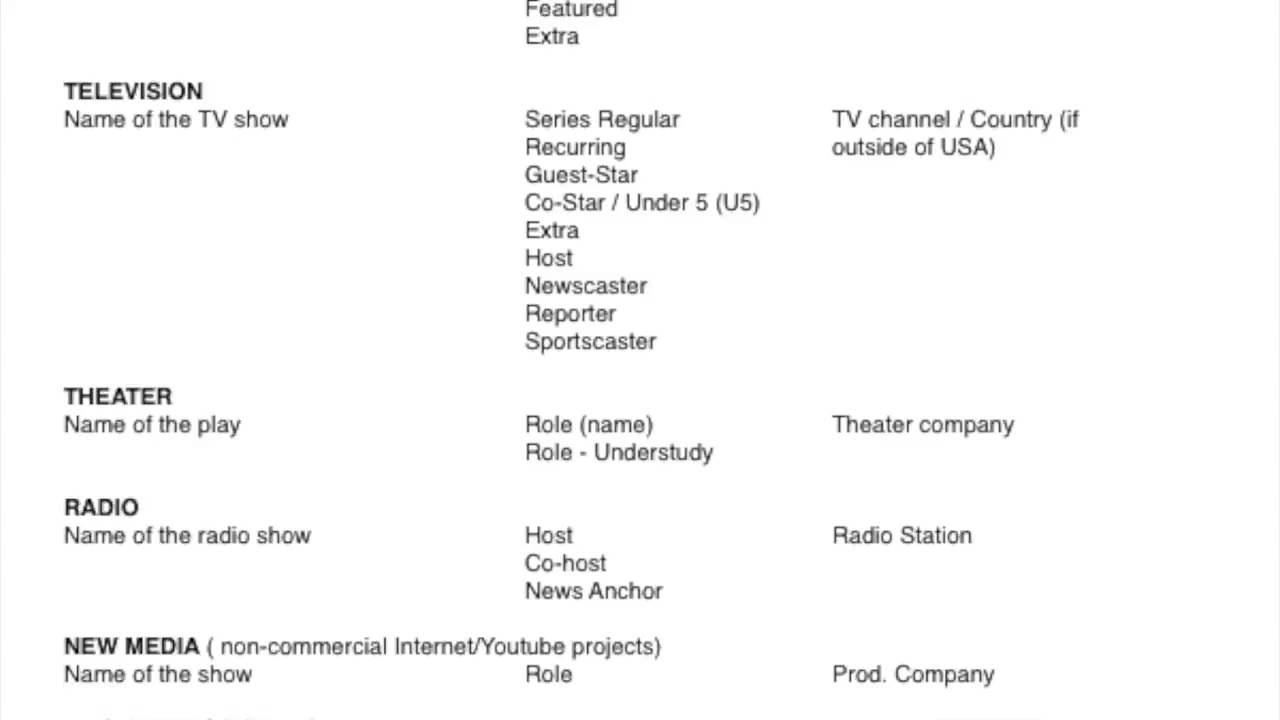 Featured
Extra
TELEVISION
Name of the TV show Series Regular TV channel / Country (if
Recurring outside of USA)
Guest-Star
Co-Star / Under 5 (U5)
Extra
Host
Newscaster
Reporter
Sportscaster
THEATER
Name of the play Role (name) Theater company
Role - Understudy
RADIO
Name of the radio show Host Radio Station
Co-host
News Anchor
NEW MEDIA ( non-commercial Internet/Youtube projects)
Name of the show Role Prod. Company